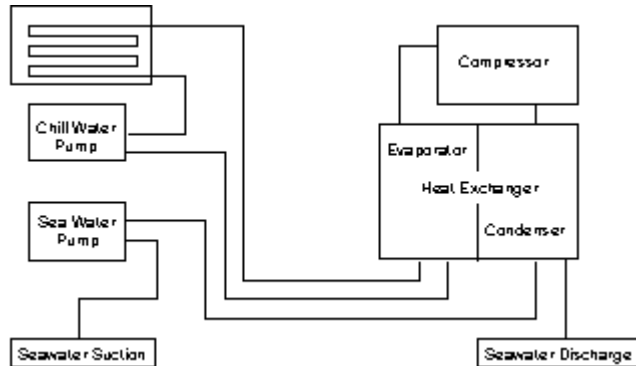 Compressor
Chill Water
Pump
Evaporator
Heat Exchanger
Sea Water
Pump
Condenser
Seawater Suction
Seawater Discharge